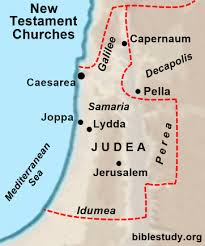 New
Testament
Churches
Galilee
Capernaum
Decapolis
Caesarea
Pella
Samaria
Joppa
Lydda
Perea
JUDEA
Mediterranean
Sea
Jerusalem
Idumea
biblestudy.org